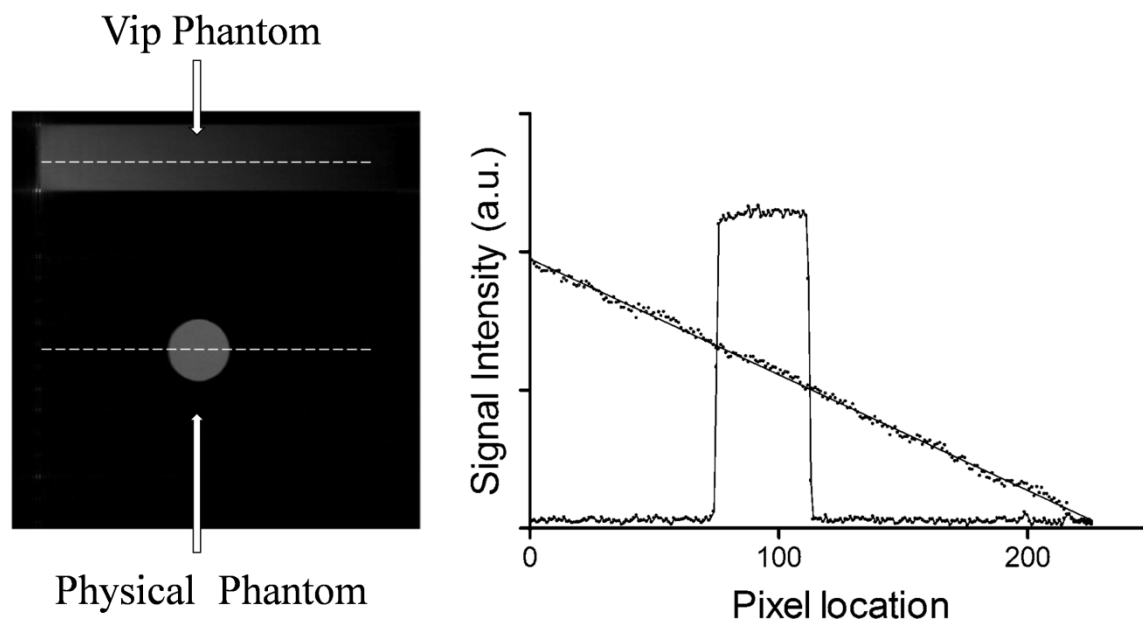 Vip Phantom
Physical Phantom
Signal Intensity (a.u.)
0
100
200
Pixel location